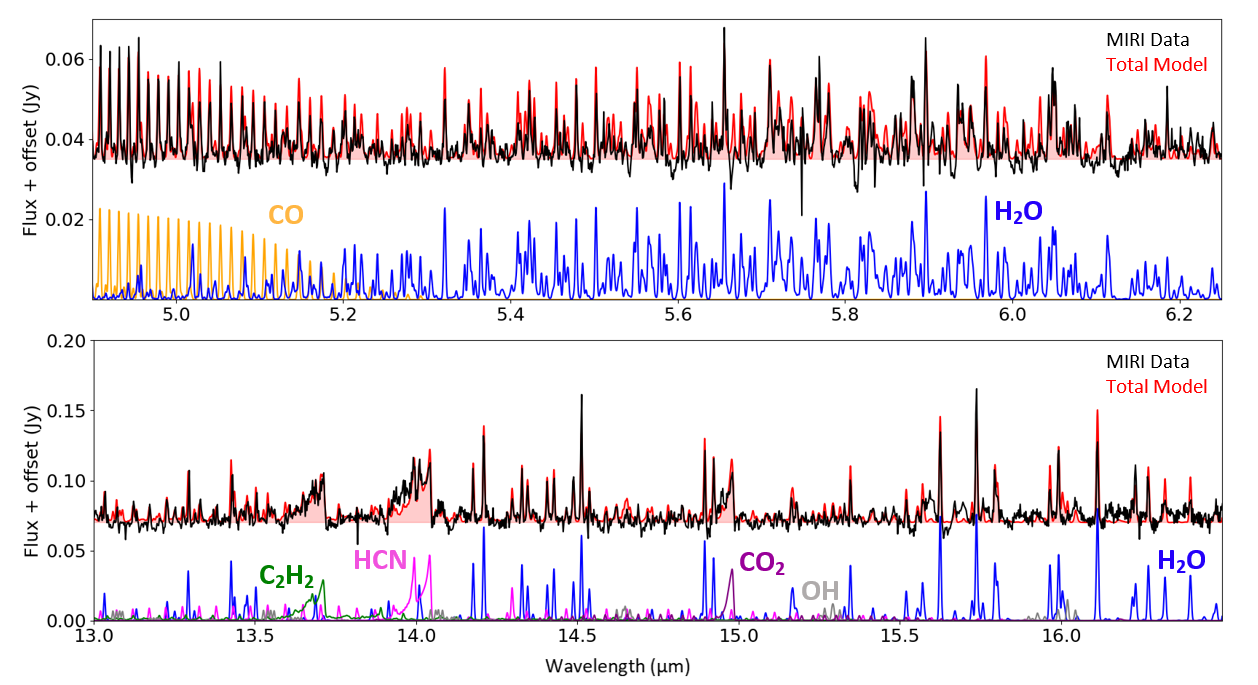 MIRI Data
Total Model
Flux + offset (Jy)
0.06
0.04
0.02
CO
H₂O
5.0 5.2 5.4 5.6 5.8 6.0 6.2
MIRI Data
Total Model
Flux + offset (Jy)
0.20
0.15
0.10
0.05
0.00
C₂H₂
HCN
CO₂
OH
H₂O
13.0 13.5 14.0 14.5 15.0 15.5 16.0
Wavelength (μm)